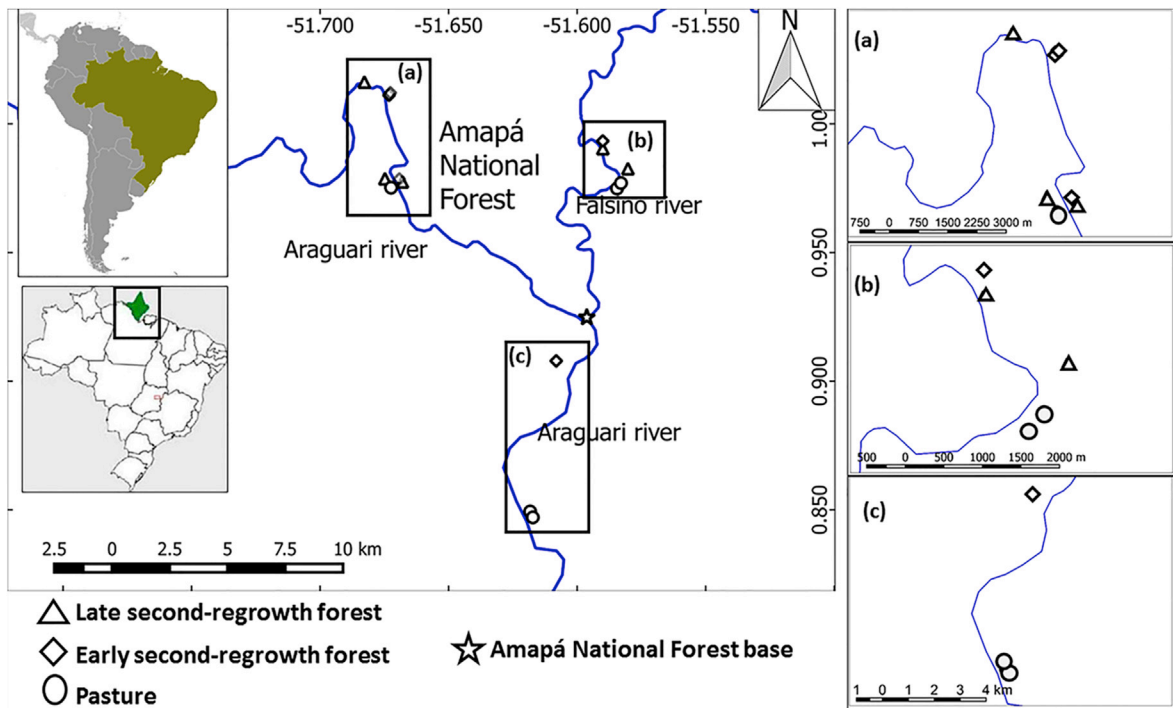 -51.700
-51.650
-51.600
-51.550
N
(a)
Amapá
National
Forest
(b)
Falsino river
Araguari river
(c)
Araguari river
1.00
0.950
0.900
0.850
2.5 0 2.5 5 7.5 10 km
Late second-regrowth forest
Early second-regrowth forest
Pasture
Amapá National Forest base
(a)
750 0 750 1500 2250 3000 m
(b)
500 0 500 1000 1500 2000 m
(c)
1 0 1 2 3 4 km